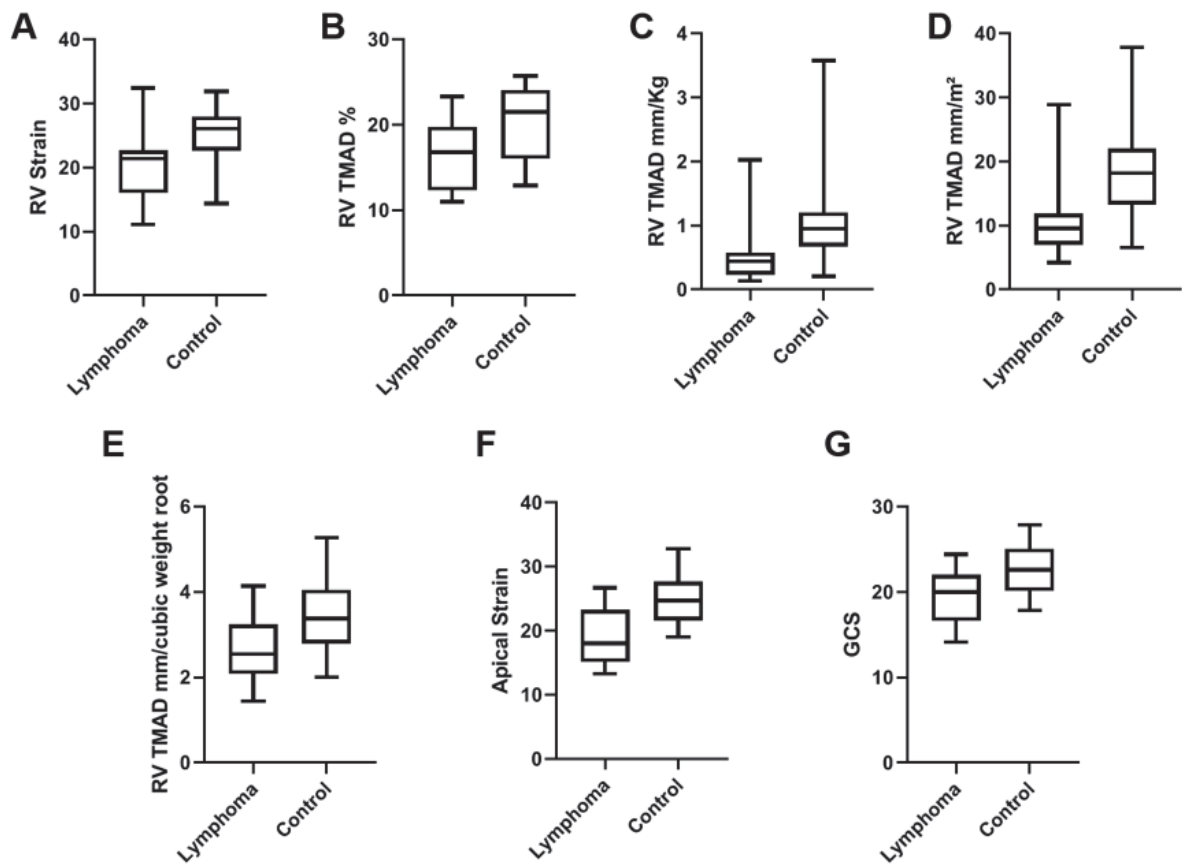 A
RV Strain
40
30
20
10
0
Lymphoma
Control
B
RV TMAD %
30
20
10
0
Lymphoma
Control
C
RV TMAD mm/Kg
4
3
2
1
0
Lymphoma
Control
D
RV TMAD mm/m²
40
30
20
10
0
Lymphoma
Control
E
RV TMAD mm/cubic weight root
6
4
2
0
Lymphoma
Control
F
Apical Strain
40
30
20
10
0
Lymphoma
Control
G
GCS
30
20
10
0
Lymphoma
Control